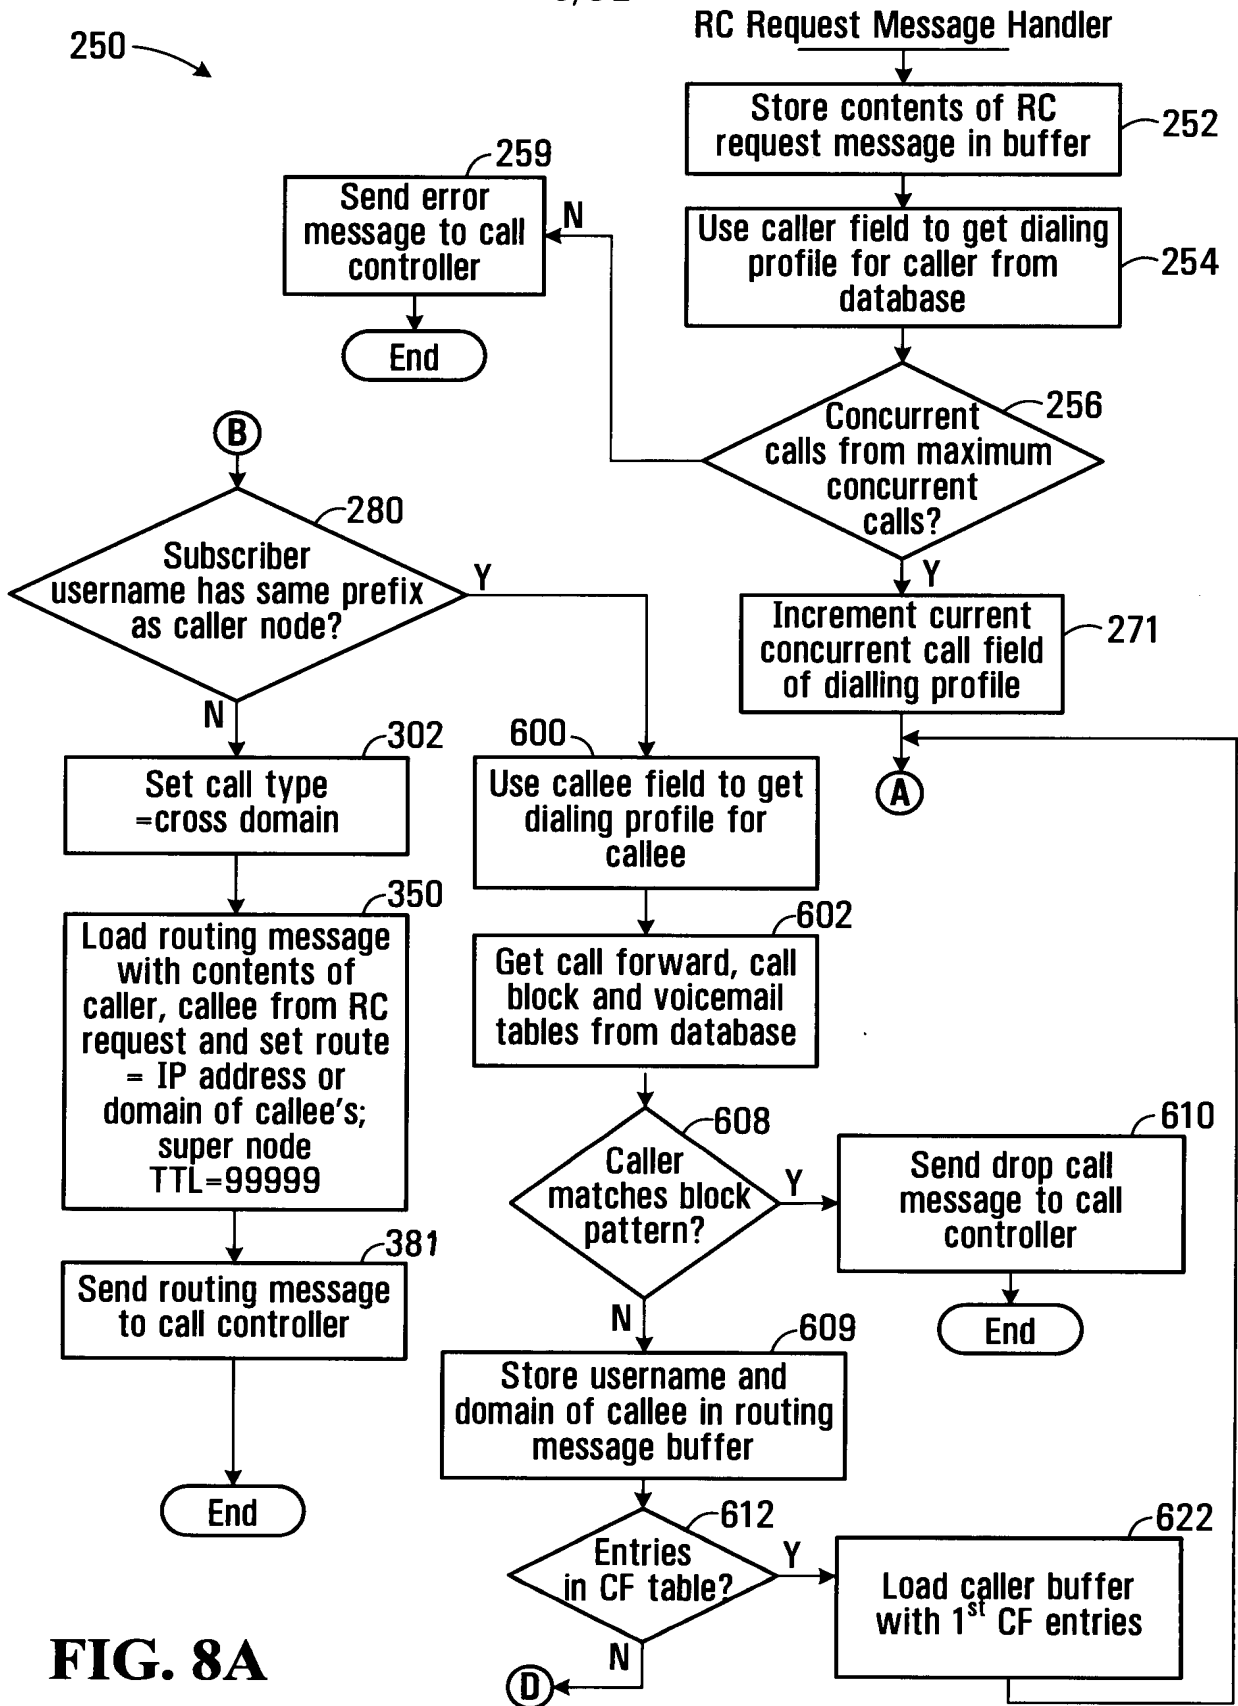 RC Request Message Handler
250
Store contents of RC
request message in buffer
252
259
Send error
message to call
controller
N
End
Use caller field to get dialing
profile for caller from
database
254
Concurrent
calls from maximum
concurrent
calls?
256
Y
Increment current
concurrent call field
of dialling profile
271
A
B
280
Subscriber
username has same prefix
as caller node?
Y
N
302
Set call type
=cross domain
350
Load routing message
with contents of
caller, callee from RC
request and set route
= IP address or
domain of callee's;
super node
TTL=99999
381
Send routing message
to call controller
End
600
Use callee field to get
dialing profile for
callee
602
Get call forward, call
block and voicemail
tables from database
608
Caller
matches block
pattern?
Y
610
Send drop call
message to call
controller
End
N
609
Store username and
domain of callee in routing
message buffer
612
Entries
in CF table?
Y
622
Load caller buffer
with 1st CF entries
N
D
FIG. 8A